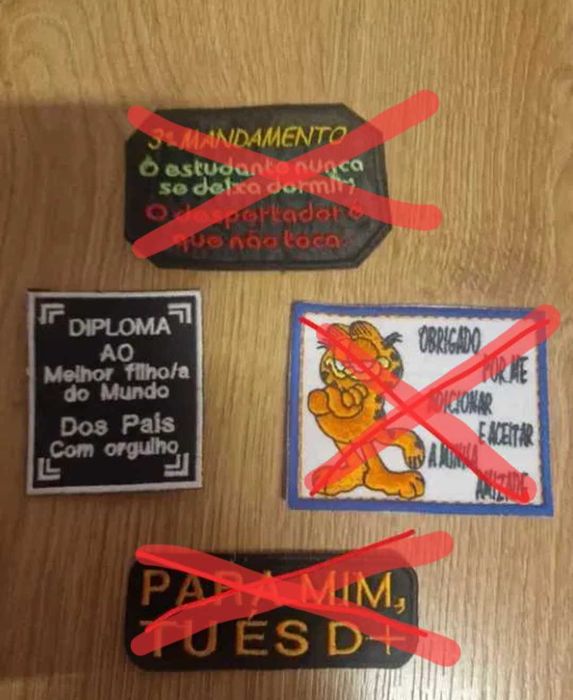 3º MANDAMENTO
O estudante nunca
se deixa dormir,
O despertador é
que não toca.
DIPLOMA
AO
Melhor filho/a
do Mundo
Dos Pais
Com orgulho
OBRIGADO
POR ME
ADICIONAR
E ACEITAR
A MINHA
AMIZADE
PARA MIM,
TU ÉS D+